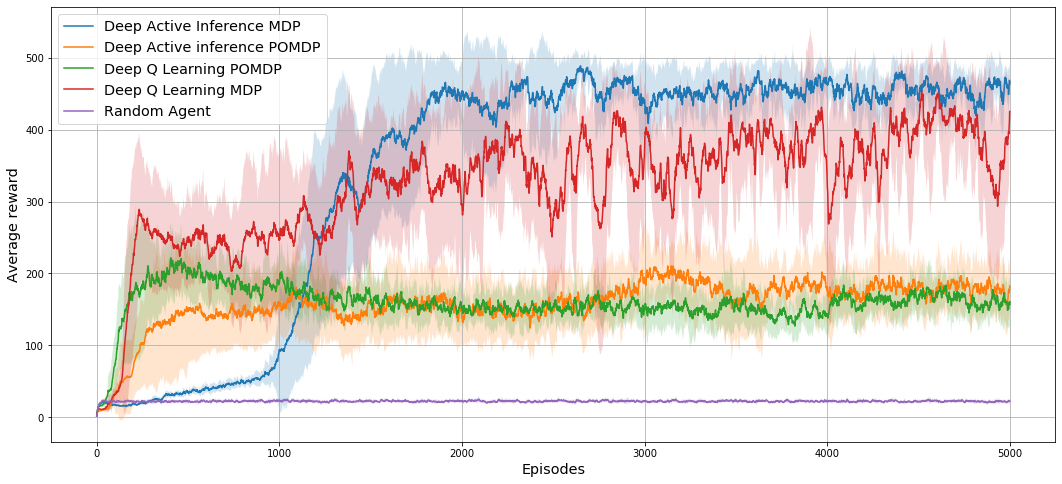 Deep Active Inference MDP
Deep Active inference POMDP
Deep Q Learning POMDP
Deep Q Learning MDP
Random Agent
Average reward
500
400
300
200
100
0
0 1000 2000 3000 4000 5000
Episodes